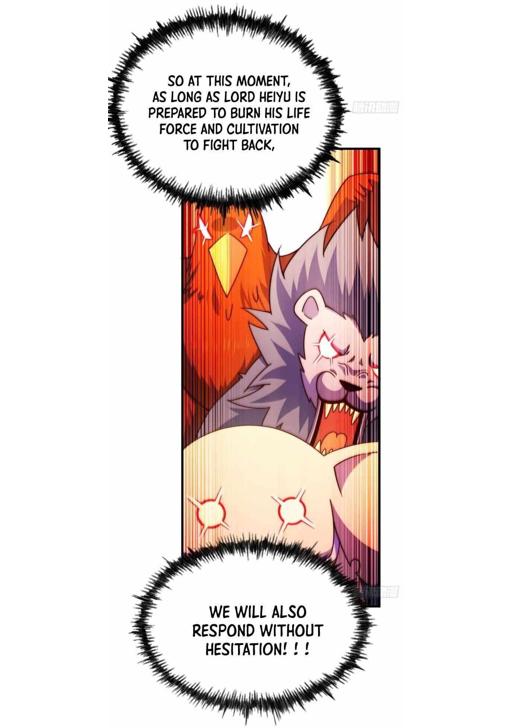 SO AT THIS MOMENT,
AS LONG AS LORD HEIYU IS
PREPARED TO BURN HIS LIFE
FORCE AND CULTIVATION
TO FIGHT BACK,
WE WILL ALSO
RESPOND WITHOUT
HESITATION! ! !